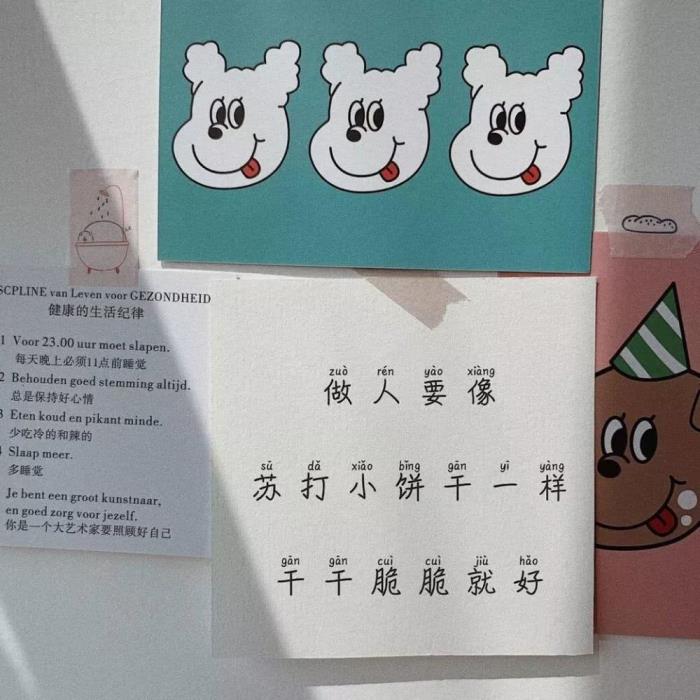 SCPLINE van Leven voor GEZONDHEID
健康的生活纪律
1 Voor 23.00 uur moet slapen.
每天晚上必须11点前睡觉
2 Behouden goed stemming altijd.
总是保持好心情
3 Eten koud en pikant minde.
少吃冷的和辣的
4 Slaap meer.
多睡觉
Je bent een groot kunstnaar,
en goed zorg voor jezelf.
你是一个大艺术家要照顾好自己
zuò rén yào xiàng
做人要像
sū dǎ xiǎo bǐng gān yī yàng
苏打小饼干一样
gān gān cuì cuì jiù hǎo
干干脆脆就好